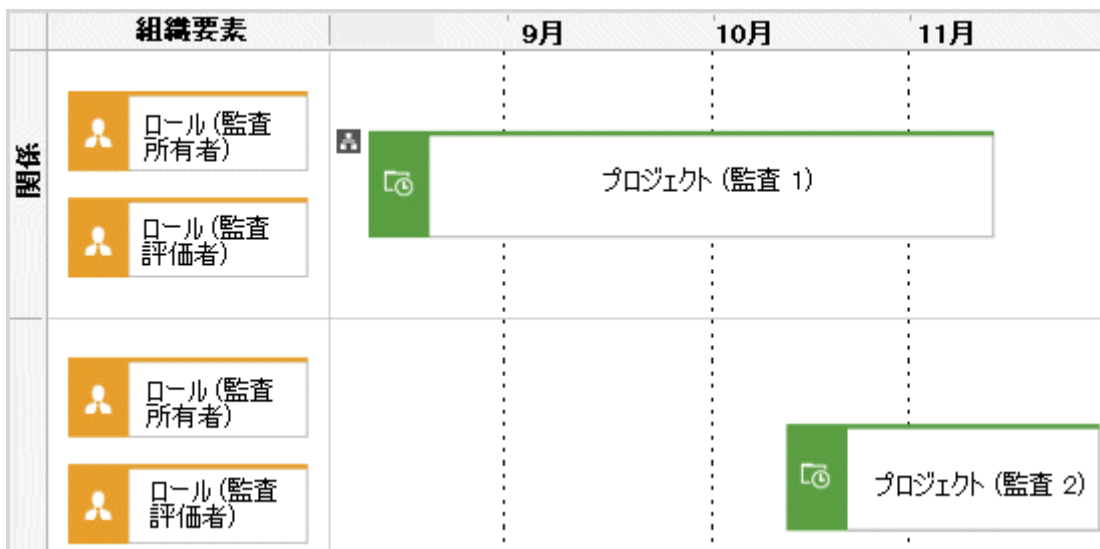 組織要素
9月
10月
11月
関係
ロール (監査
所有者)
プロジェクト (監査 1)
ロール (監査
評価者)
ロール (監査
所有者)
ロール (監査
評価者)
プロジェクト (監査 2)